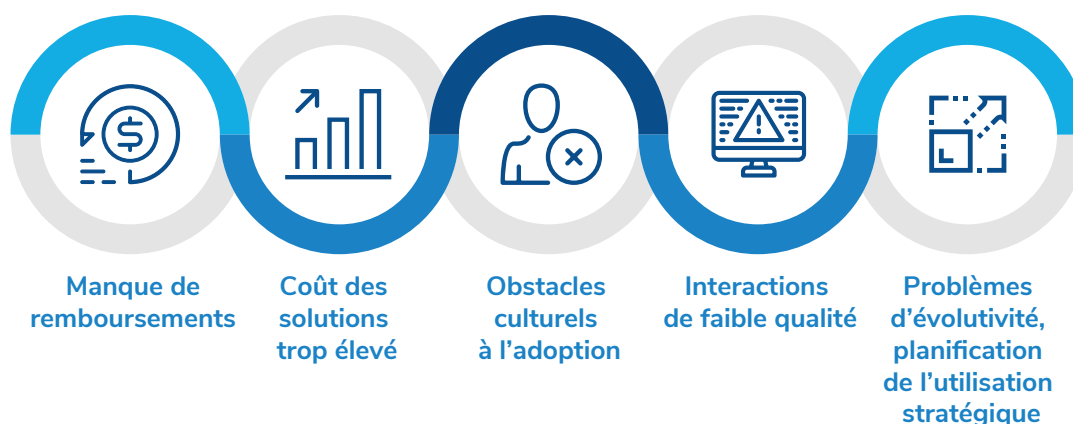 Manque de
remboursements
Coût des
solutions
trop élevé
Obstacles
culturels
à l’adoption
Interactions
de faible qualité
Problèmes
d’évolutivité,
planification
de l’utilisation
stratégique